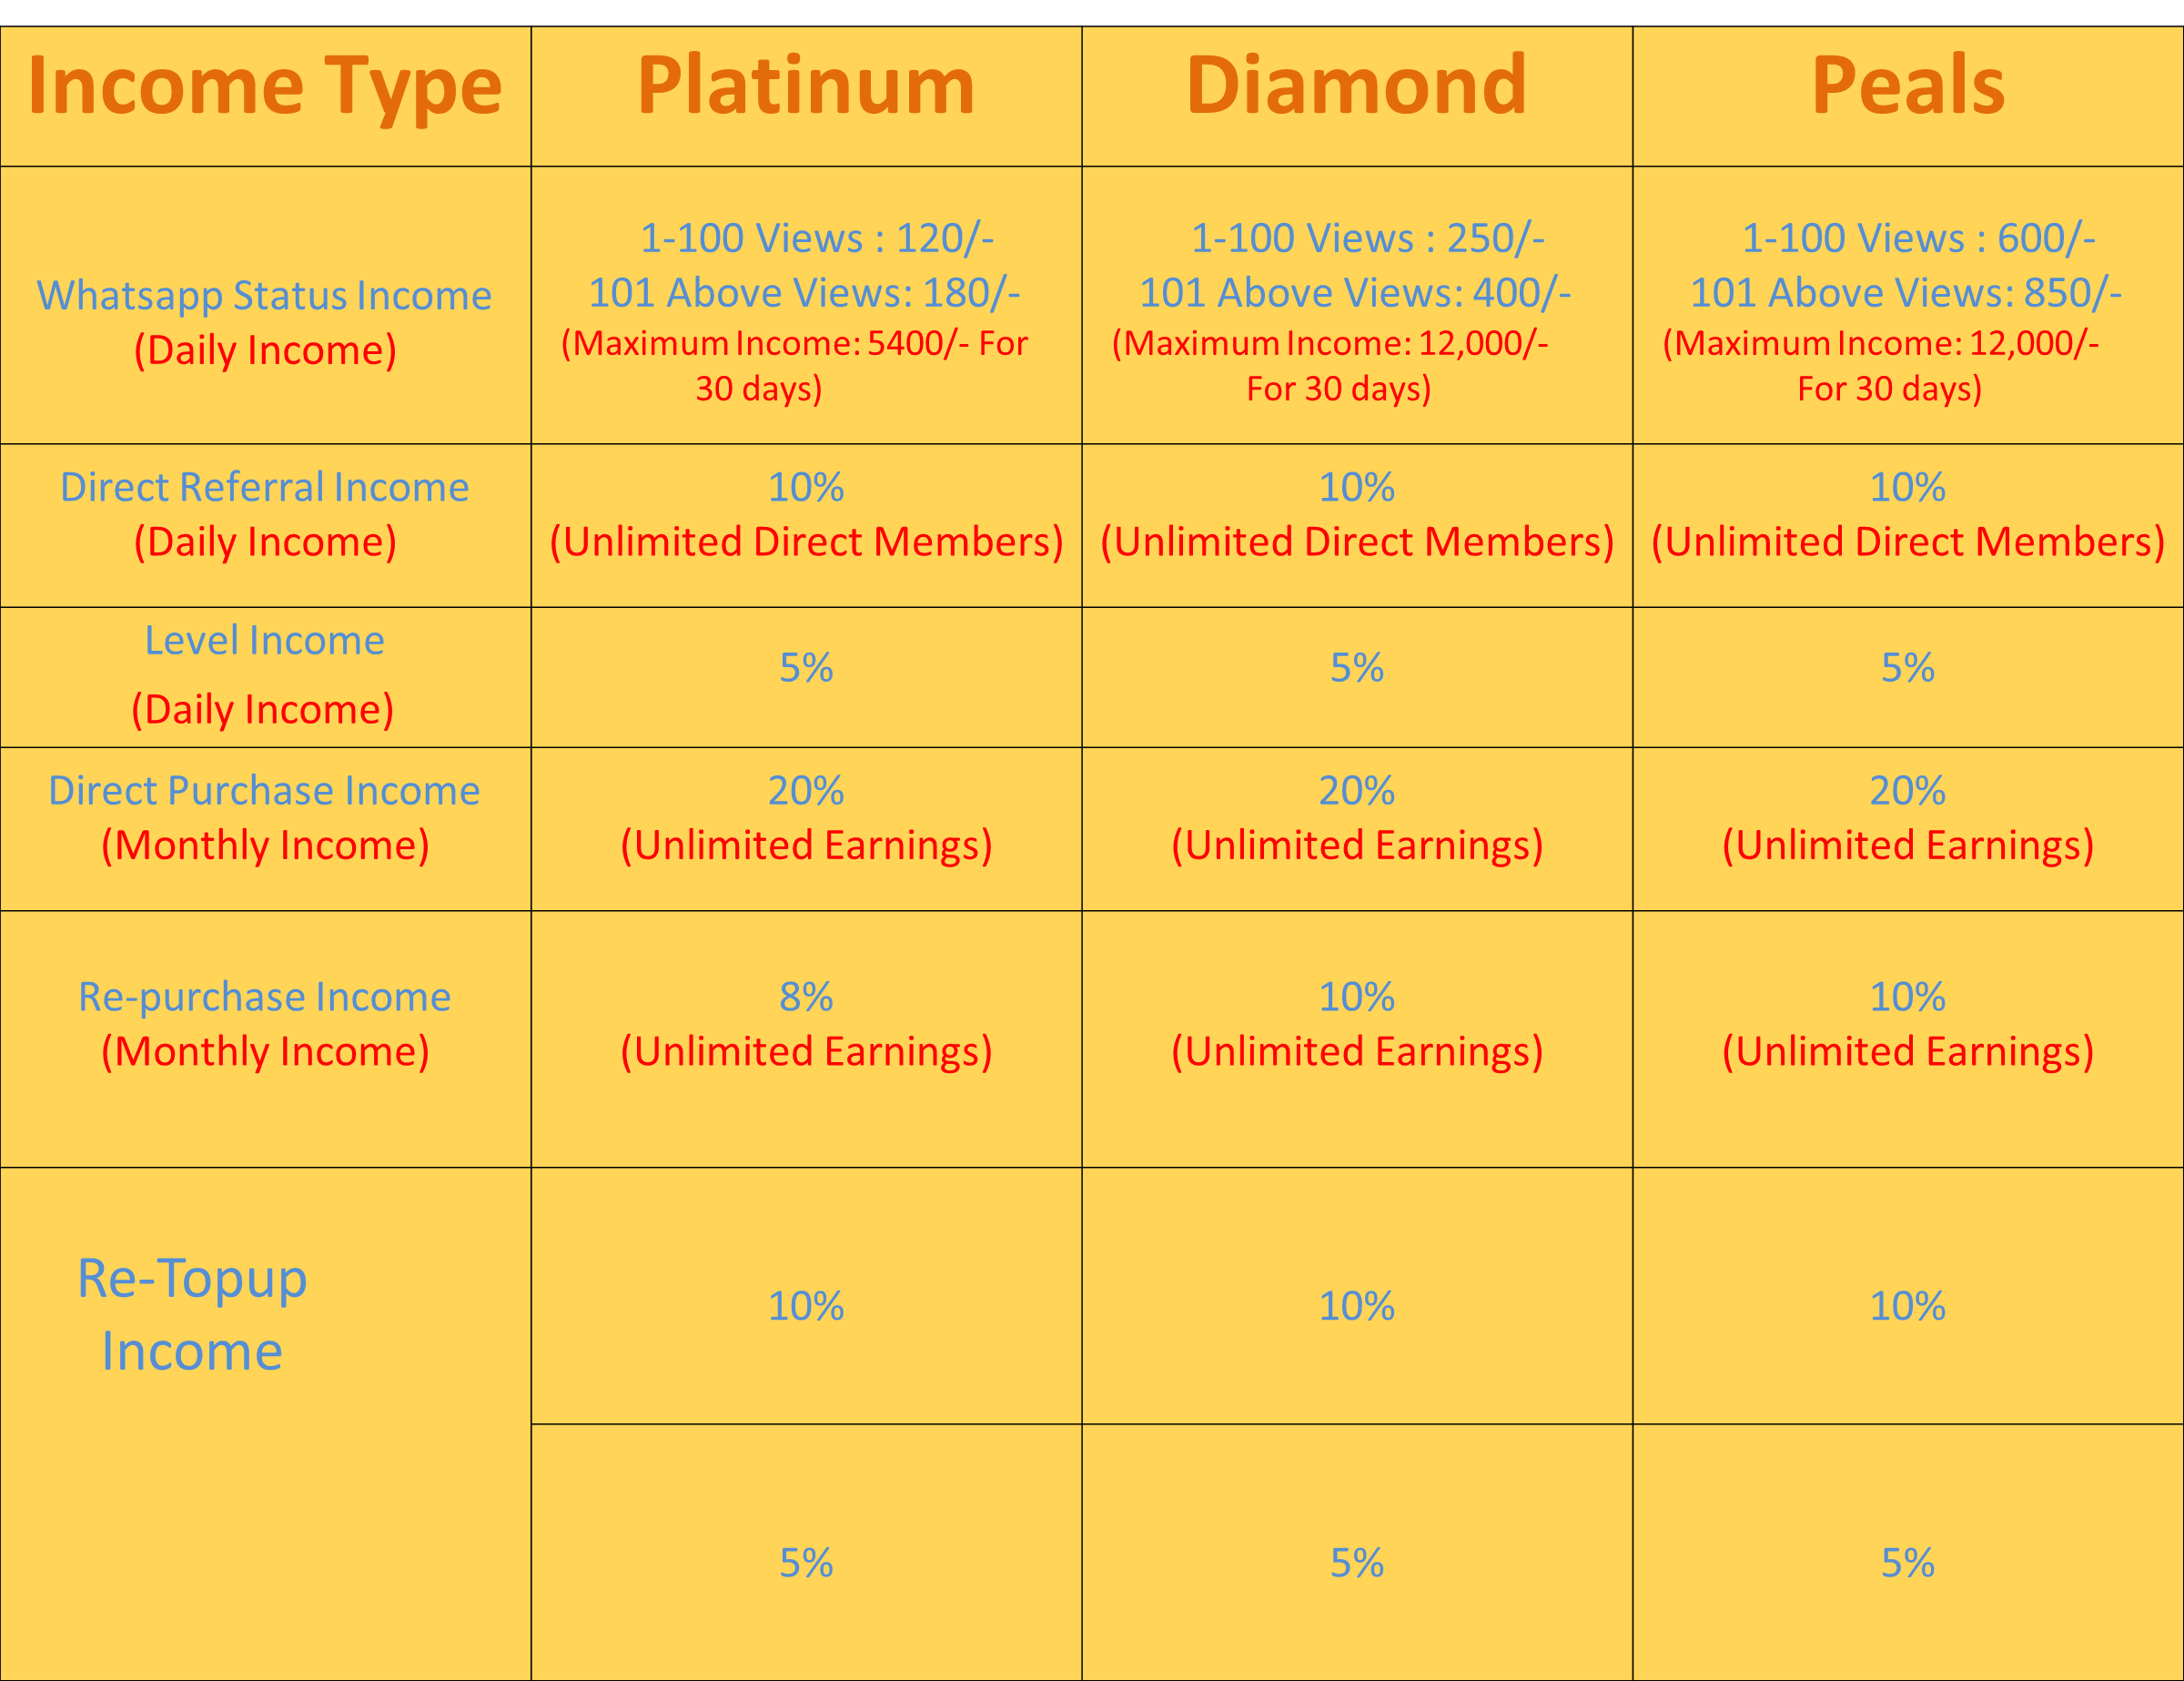 Income Type
Platinum
Diamond
Peals
Whatsapp Status Income
(Daily Income)
1-100 Views : 120/-
101 Above Views: 180/-
(Maximum Income: 5400/- For
30 days)
1-100 Views : 250/-
101 Above Views: 400/-
(Maximum Income: 12,000/-
For 30 days)
1-100 Views : 600/-
101 Above Views: 850/-
(Maximum Income: 12,000/-
For 30 days)
Direct Referral Income
(Daily Income)
10%
(Unlimited Direct Members)
10%
(Unlimited Direct Members)
10%
(Unlimited Direct Members)
Level Income
(Daily Income)
5%
5%
5%
Direct Purchase Income
(Monthly Income)
20%
(Unlimited Earnings)
20%
(Unlimited Earnings)
20%
(Unlimited Earnings)
Re-purchase Income
(Monthly Income)
8%
(Unlimited Earnings)
10%
(Unlimited Earnings)
10%
(Unlimited Earnings)
Re-Topup
Income
10%
10%
10%
5%
5%
5%